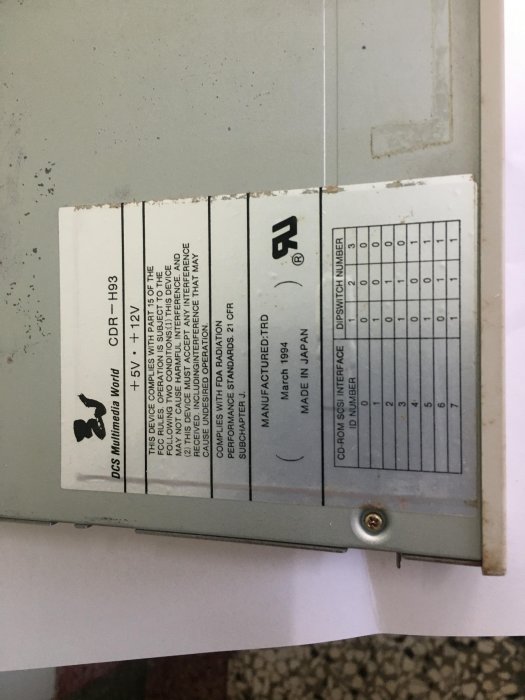 DCS Multimedia World CDR-H93
+5V · +12V
THIS DEVICE COMPLIES WITH PART 15 OF THE
FCC RULES. OPERATION IS SUBJECT TO THE
FOLLOWING TWO CONDITIONS:(1) THIS DEVICE
MAY NOT CAUSE HARMFUL INTERFERENCE. AND
(2) THIS DEVICE MUST ACCEPT ANY INTERFERENCE
RECEIVED. INCLUDINGINTERFERENCE THAT MAY
CAUSE UNDESIRED OPERATION.
COMPLIES WITH FDA RADIATION
PERFORMANCE STANDARDS. 21 CFR
SUBCHAPTER J.
MANUFACTURED:TRD
( March 1994 )
MADE IN JAPAN
®
CD-ROM SCSI INTERFACE DIPSWITCH NUMBER
ID NUMBER 1 2 3
0 0 0 0
1 1 0 0
2 0 1 0
3 1 1 0
4 0 0 1
5 1 0 1
6 0 1 1
7 1 1 1